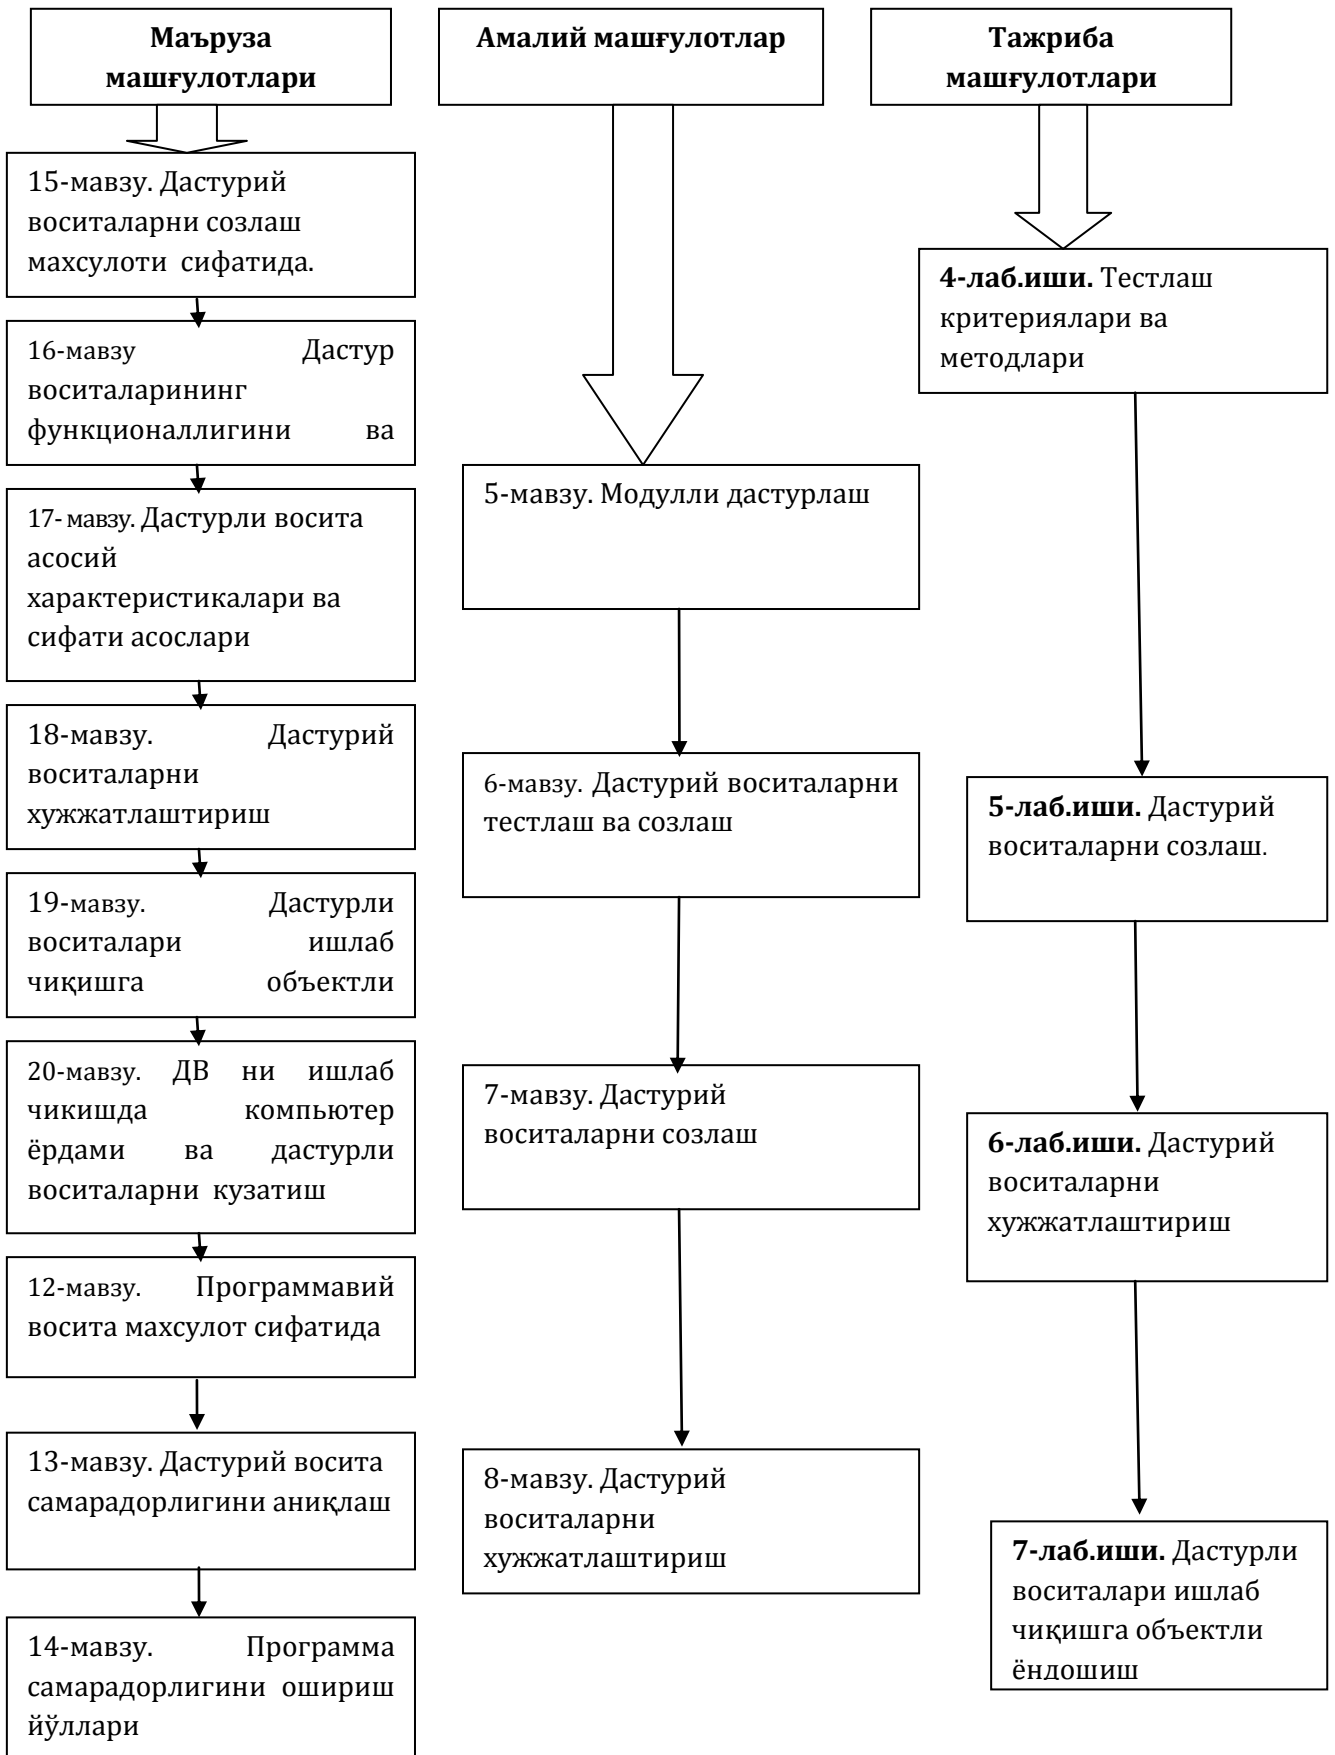 Маъруза
машғулотлари
15-мавзу. Дастурий
воситаларни созлаш
махсулоти сифатида.
16-мавзу Дастур
воситаларининг
функционаллигини ва
17- мавзу. Дастурли восита
асосий
характеристикалари ва
сифати асослари
18-мавзу. Дастурий
воситаларни
хужжатлаштириш
19-мавзу. Дастурли
воситалари ишлаб
чиқишга объектли
20-мавзу. ДВ ни ишлаб
чикишда компьютер
ёрдами ва дастурли
воситаларни кузатиш
12-мавзу. Программавий
восита махсулот сифатида
13-мавзу. Дастурий восита
самарадорлигини аниқлаш
14-мавзу. Программа
самарадорлигини ошириш
йўллари
Амалий машғулотлар
5-мавзу. Модулли дастурлаш
6-мавзу. Дастурий воситаларни
тестлаш ва созлаш
7-мавзу. Дастурий
воситаларни созлаш
8-мавзу. Дастурий
воситаларни
хужжатлаштириш
Тажриба
машғулотлари
4-лаб.иши. Тестлаш
критериялари ва
методлари
5-лаб.иши. Дастурий
воситаларни созлаш.
6-лаб.иши. Дастурий
воситаларни
хужжатлаштириш
7-лаб.иши. Дастурли
воситалари ишлаб
чиқишга объектли
ёндошиш